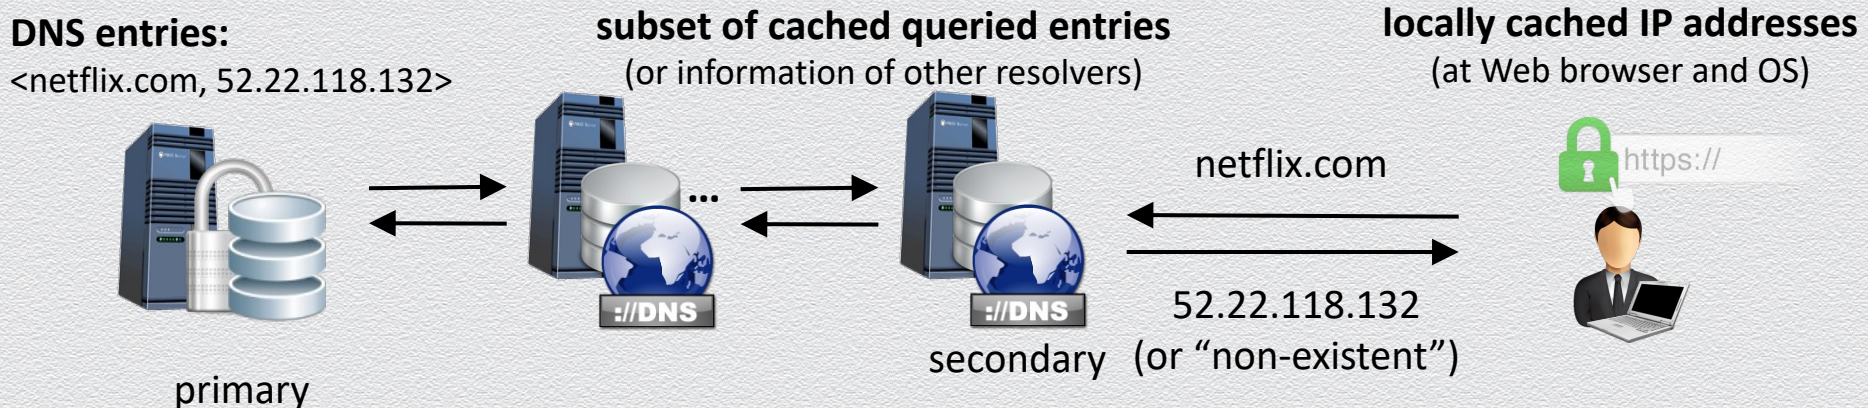 DNS entries:
<netflix.com, 52.22.118.132>
primary
subset of cached queried entries
(or information of other resolvers)
...
://DNS
://DNS
secondary
locally cached IP addresses
(at Web browser and OS)
https://
netflix.com
52.22.118.132
(or “non-existent”)